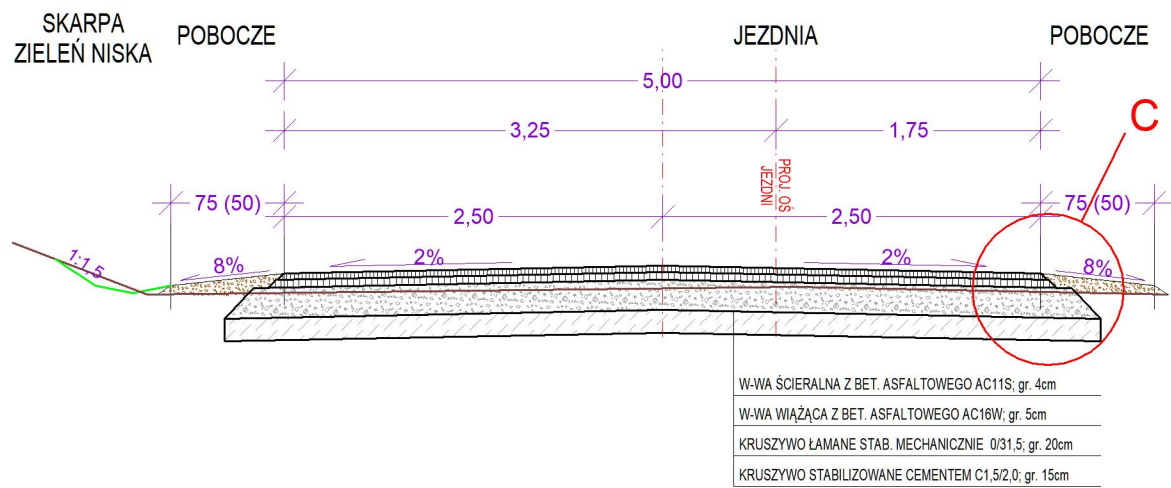 SKARPA
ZIELEŃ NISKA
POBOCZE
JEZDNIA
POBOCZE
5,00
3,25
1,75
C
PROJ. OŚ
JEZDNI
75 (50)
2,50
2,50
75 (50)
1:1,5
8%
2%
2%
8%
W-WA ŚCIERALNA Z BET. ASFALTOWEGO AC11S; gr. 4cm
W-WA WIĄŻĄCA Z BET. ASFALTOWEGO AC16W; gr. 5cm
KRUSZYWO ŁAMANE STAB. MECHANICZNIE 0/31,5; gr. 20cm
KRUSZYWO STABILIZOWANE CEMENTEM C1,5/2,0; gr. 15cm